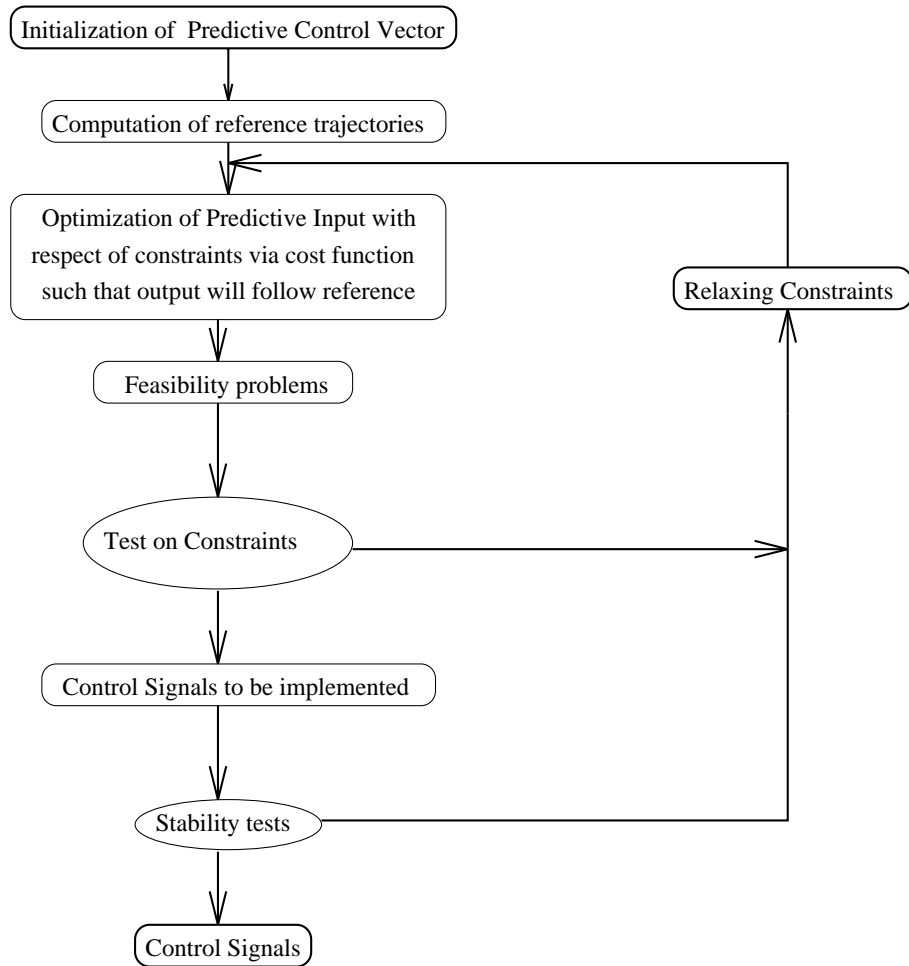 Initialization of Predictive Control Vector
Computation of reference trajectories
Optimization of Predictive Input with
respect of constraints via cost function
such that output will follow reference
Relaxing Constraints
Feasibility problems
Test on Constraints
Control Signals to be implemented
Stability tests
Control Signals